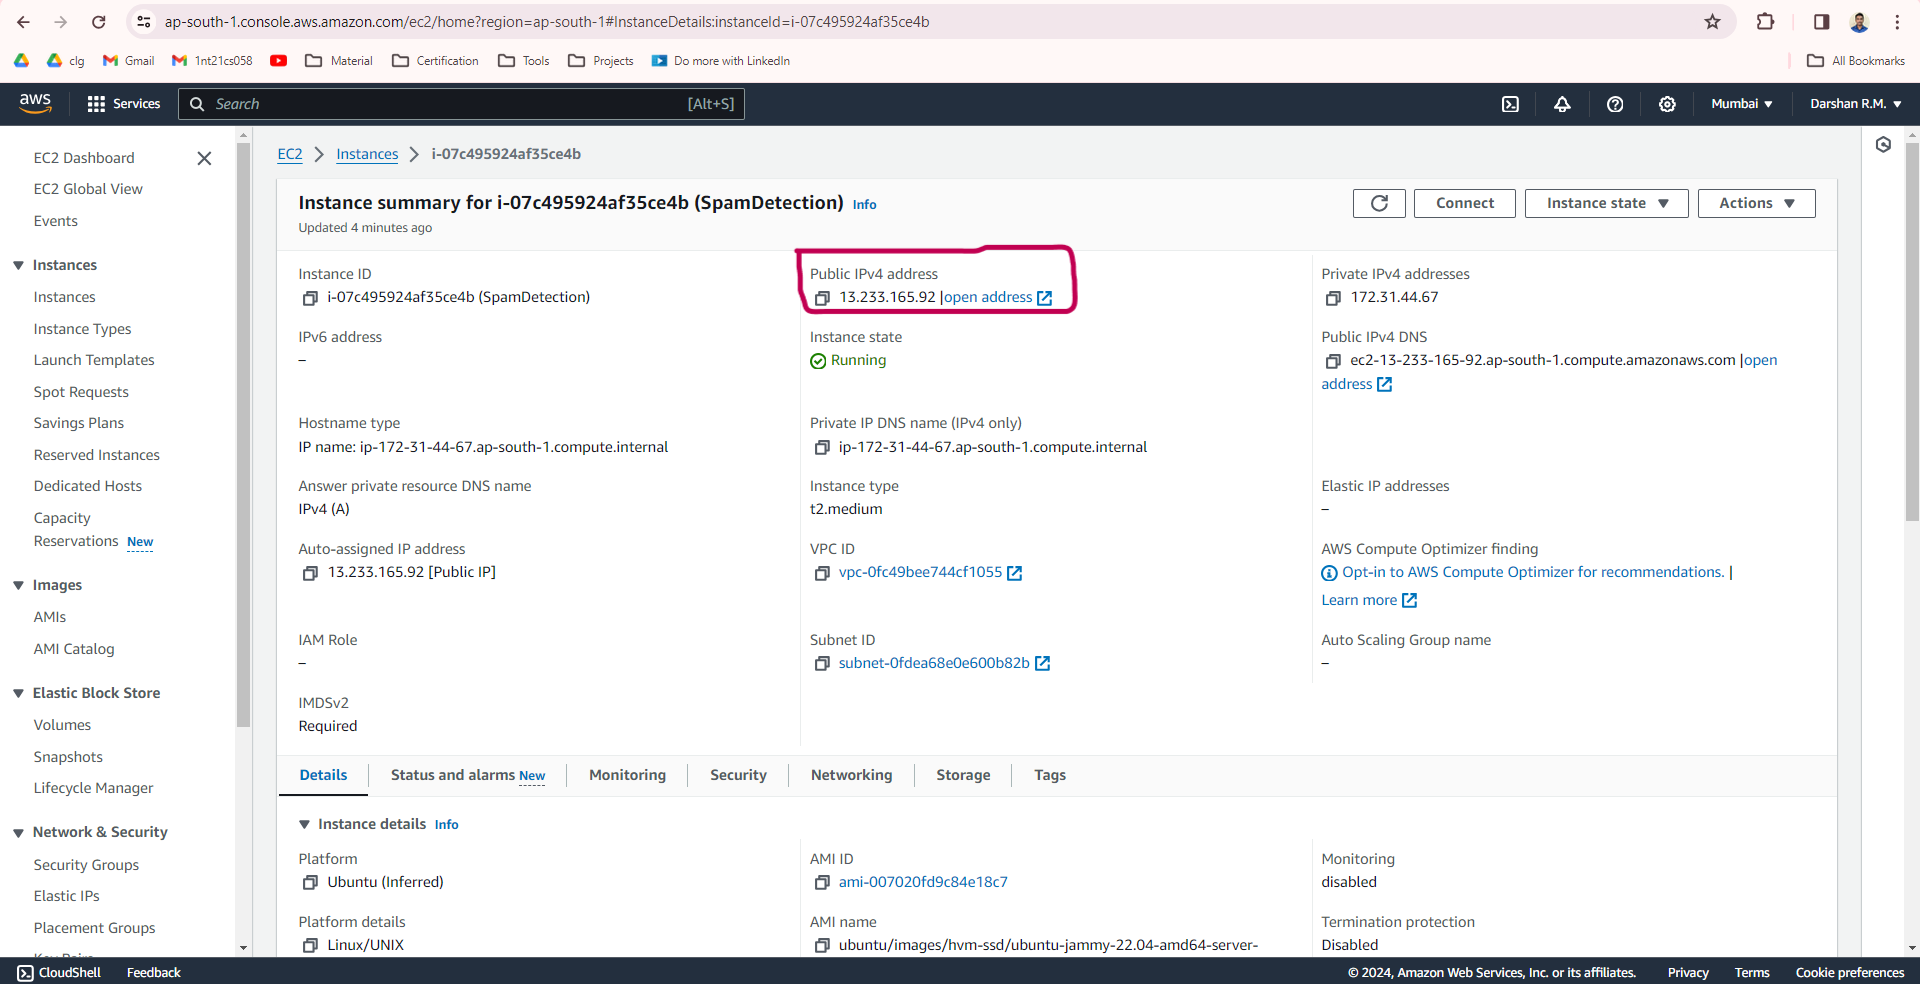 ap-south-1.console.aws.amazon.com/ec2/home?region=ap-south-1#InstanceDetails:instanceId=i-07c495924af35ce4b
clg
Gmail
1nt21cs058
Material
Certification
Tools
Projects
Do more with LinkedIn
All Bookmarks
aws
Services
Search
[Alt+S]
Mumbai
Darshan R.M.
EC2 Dashboard
EC2 Global View
Events
Instances
Instances
Instance Types
Launch Templates
Spot Requests
Savings Plans
Reserved Instances
Dedicated Hosts
Capacity
Reservations New
Images
AMIs
AMI Catalog
Elastic Block Store
Volumes
Snapshots
Lifecycle Manager
Network & Security
Security Groups
Elastic IPs
Placement Groups
Key Pairs
EC2 > Instances > i-07c495924af35ce4b
Instance summary for i-07c495924af35ce4b (SpamDetection) Info
Updated 4 minutes ago
Connect
Instance state
Actions
Instance ID
i-07c495924af35ce4b (SpamDetection)
Public IPv4 address
13.233.165.92 |open address
Private IPv4 addresses
172.31.44.67
IPv6 address
–
Instance state
Running
Public IPv4 DNS
ec2-13-233-165-92.ap-south-1.compute.amazonaws.com |open
address
Hostname type
IP name: ip-172-31-44-67.ap-south-1.compute.internal
Private IP DNS name (IPv4 only)
ip-172-31-44-67.ap-south-1.compute.internal
Answer private resource DNS name
IPv4 (A)
Instance type
t2.medium
Elastic IP addresses
–
Auto-assigned IP address
13.233.165.92 [Public IP]
VPC ID
vpc-0fc49bee744cf1055
AWS Compute Optimizer finding
Opt-in to AWS Compute Optimizer for recommendations. |
Learn more
IAM Role
–
Subnet ID
subnet-0fdea68e0e600b82b
Auto Scaling Group name
–
IMDSv2
Required
Details
Status and alarms New
Monitoring
Security
Networking
Storage
Tags
Instance details Info
Platform
Ubuntu (Inferred)
AMI ID
ami-007020fd9c84e18c7
Monitoring
disabled
Platform details
Linux/UNIX
AMI name
ubuntu/images/hvm-ssd/ubuntu-jammy-22.04-amd64-server-
Termination protection
Disabled
CloudShell
Feedback
© 2024, Amazon Web Services, Inc. or its affiliates.
Privacy
Terms
Cookie preferences